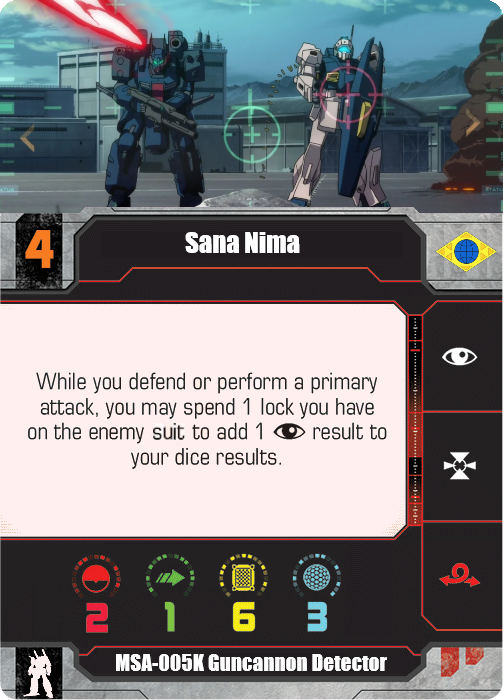 4
Sana Nima
While you defend or perform a primary
attack, you may spend 1 lock you have
on the enemy suit to add 1 result to
your dice results.
2 1 6 3
MSA-005K Guncannon Detector